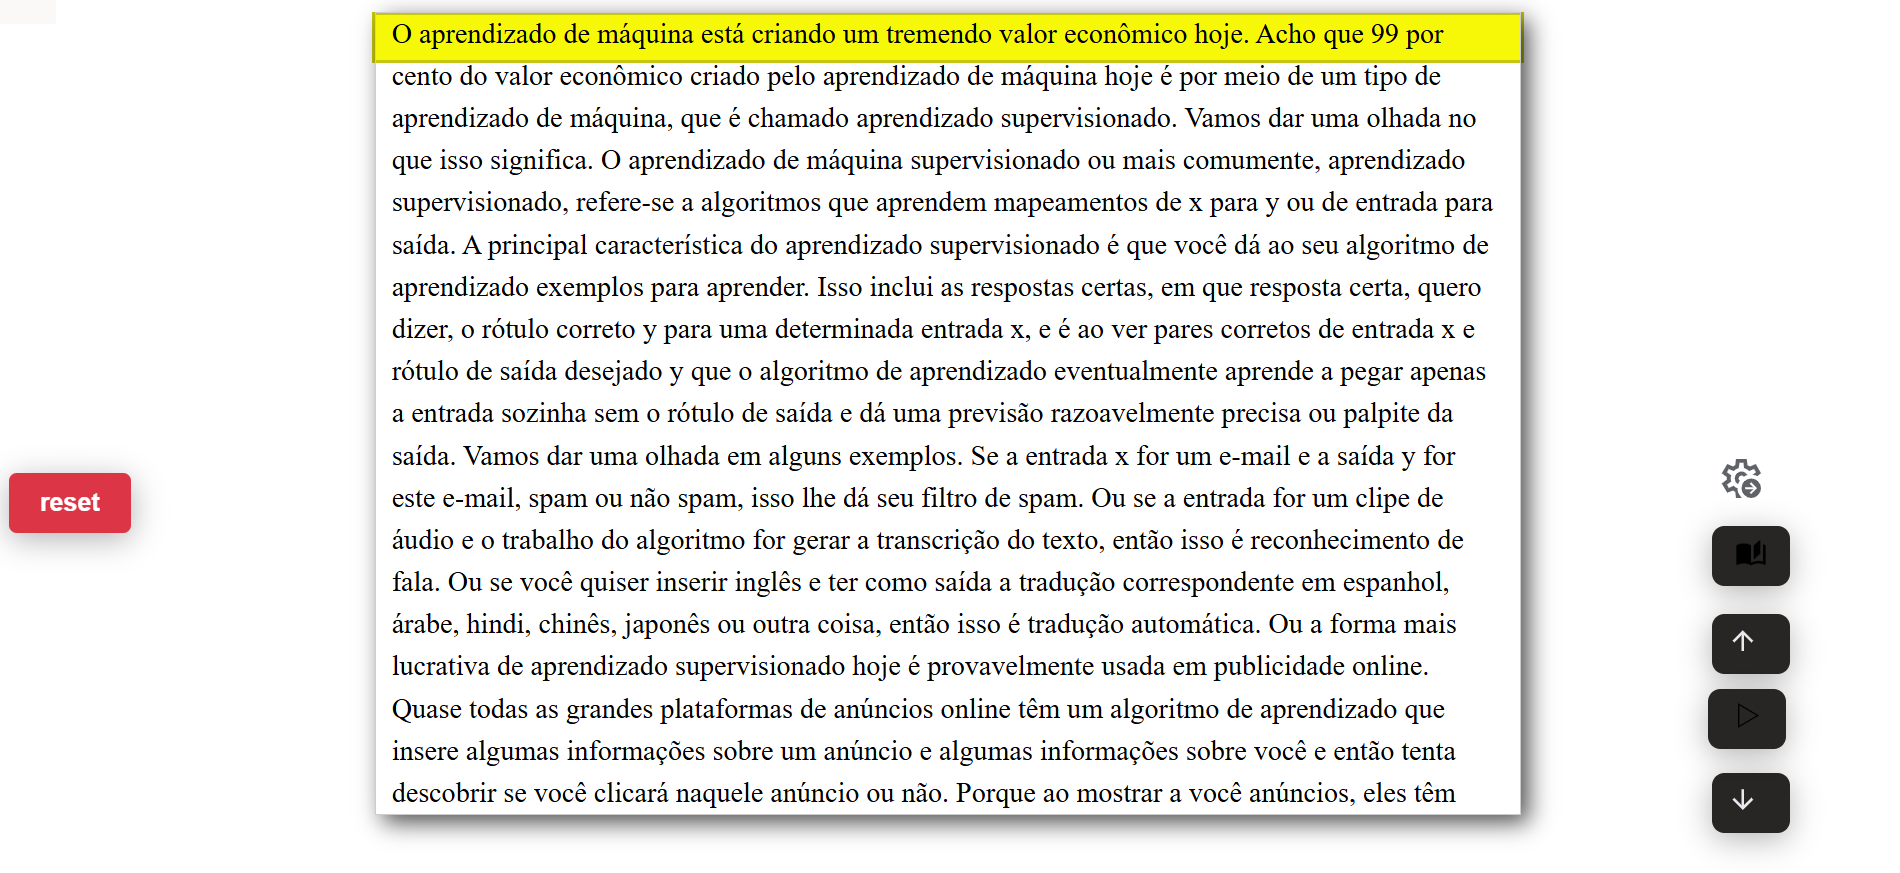 O aprendizado de máquina está criando um tremendo valor econômico hoje. Acho que 99 por
cento do valor econômico criado pelo aprendizado de máquina hoje é por meio de um tipo de
aprendizado de máquina, que é chamado aprendizado supervisionado. Vamos dar uma olhada no
que isso significa. O aprendizado de máquina supervisionado ou mais comumente, aprendizado
supervisionado, refere-se a algoritmos que aprendem mapeamentos de x para y ou de entrada para
saída. A principal característica do aprendizado supervisionado é que você dá ao seu algoritmo de
aprendizado exemplos para aprender. Isso inclui as respostas certas, em que resposta certa, quero
dizer, o rótulo correto y para uma determinada entrada x, e é ao ver pares corretos de entrada x e
rótulo de saída desejado y que o algoritmo de aprendizado eventualmente aprende a pegar apenas
a entrada sozinha sem o rótulo de saída e dá uma previsão razoavelmente precisa ou palpite da
saída. Vamos dar uma olhada em alguns exemplos. Se a entrada x for um e-mail e a saída y for
este e-mail, spam ou não spam, isso lhe dá seu filtro de spam. Ou se a entrada for um clipe de
áudio e o trabalho do algoritmo for gerar a transcrição do texto, então isso é reconhecimento de
fala. Ou se você quiser inserir inglês e ter como saída a tradução correspondente em espanhol,
árabe, hindi, chinês, japonês ou outra coisa, então isso é tradução automática. Ou a forma mais
lucrativa de aprendizado supervisionado hoje é provavelmente usada em publicidade online.
Quase todas as grandes plataformas de anúncios online têm um algoritmo de aprendizado que
insere algumas informações sobre um anúncio e algumas informações sobre você e então tenta
descobrir se você clicará naquele anúncio ou não. Porque ao mostrar a você anúncios, eles têm
reset